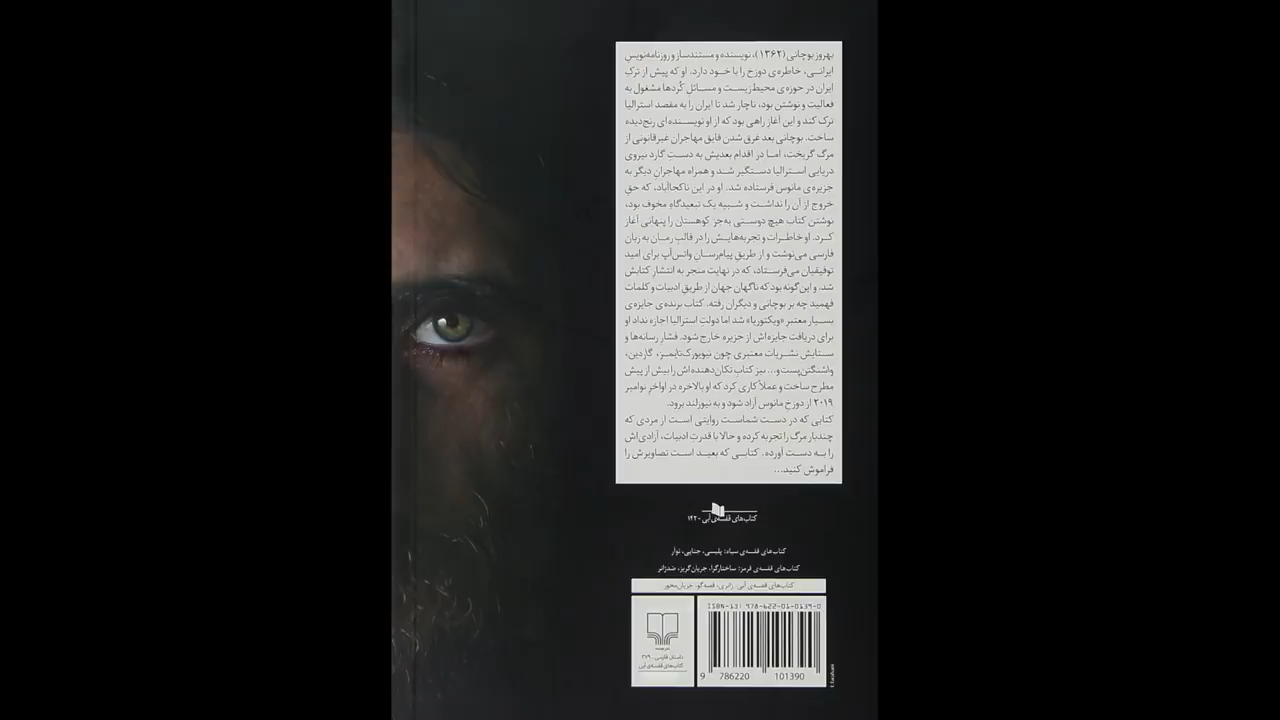 بهروز بوچانی (۱۳۶۲)، نویسنده و مستندساز و روزنامه‌نویس
ایرانی، خاطره‌ی دوزخ را با خود دارد. او که پیش از ترکِ
ایران در حوزه‌ی محیط‌زیست و مسائل کُردها مشغول به
فعالیت و نوشتن بود، ناچار شد تا ایران را به مقصد استرالیا
ترک کند و این آغاز راهی بود که از او نویسنده‌ای رنج‌دیده
ساخت. بوچانی بعد غرق شدن قایق مهاجران غیرقانونی از
مرگ گریخت، اما در اقدام بعدیش به دستِ گارد نیروی
دریایی استرالیا دستگیر شد و همراه مهاجرانِ دیگر به
جزیره‌ی مانوس فرستاده شد. او در این ناکجاآباد، که حقِ
خروج از آن را نداشت و شبیه یک تبعیدگاهِ مخوف بود،
نوشتن کتاب هیچ دوستی به‌جز کوهستان را پنهانی آغاز
کرد. او خاطرات و تجربه‌هایش را در قالبِ رمان به زبان
فارسی می‌نوشت و از طریقِ پیام‌رسان واتس‌آپ برای امید
توفیقیان می‌فرستاد، که در نهایت منجر به انتشارِ کتابش
شد. و این‌گونه بود که ناگهان جهان از طریقِ ادبیات و کلمات
فهمید چه بر بوچانی و دیگران رفته. کتاب برنده‌ی جایزه‌ی
بسیار معتبر «ویکتوریا» شد اما دولت استرالیا اجازه نداد او
برای دریافت جایزه‌اش از جزیره خارج شود. فشارِ رسانه‌ها و
ستایش نشریات معتبری چون نیویورک‌تایمز، گاردین،
واشنگتن‌پست و... نیز کتابِ تکان‌دهنده‌اش را بیش از پیش
مطرح ساخت و عملاً کاری کرد که او بالاخره در اواخرِ نوامبر
۲۰۱۹ از دوزخِ مانوس آزاد شود و به نیوزلند برود.
کتابی که در دست شماست روایتی است از مردی که
چندبار مرگ را تجربه کرده و حالا با قدرتِ ادبیات، آزادی‌اش
را به دست آورده. کتابی که بعید است تصاویرش را
فراموش کنید...
کتاب‌های قفسه‌ی آبی - ۱۴۲
کتاب‌های قفسه‌ی سیاه: پلیسی، جنایی، نوآر
کتاب‌های قفسه‌ی قرمز: ساختارگرا، جریان‌گریز، ضدژانر
کتاب‌های قفسه‌ی آبی: ژانری، قصه‌گو، جریان‌محور
ISBN-13: 978-622-01-0139-0
9 786220 101390
داستان فارسی - ۳۷۹
کتاب‌های قفسه‌ی آبی